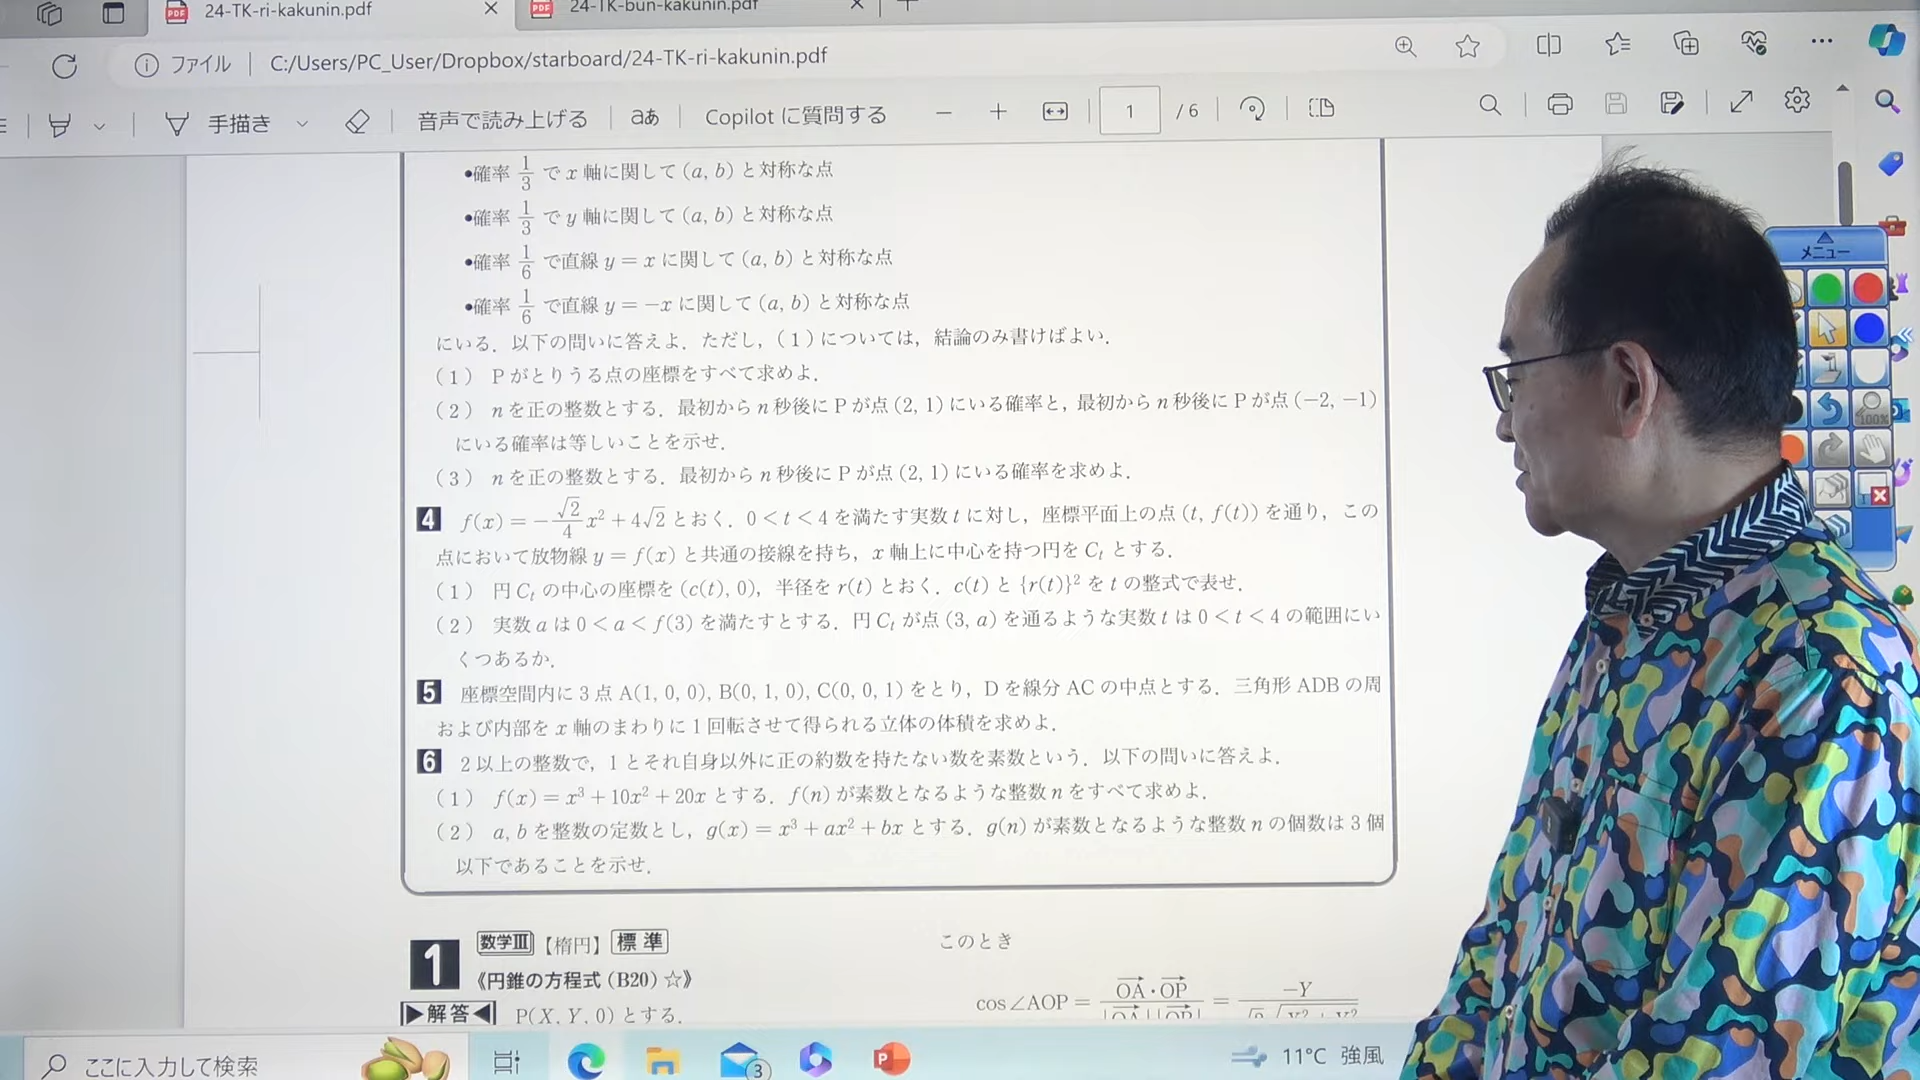 24-TK-ri-kakunin.pdf
24-TK-bun-kakunin.pdf
ファイル C:/Users/PC_User/Dropbox/starboard/24-TK-ri-kakunin.pdf
手描き 音声で読み上げる aあ Copilot に質問する 1 / 6
メニュー
100%
•確率 1/3 で x 軸に関して (a, b) と対称な点
•確率 1/3 で y 軸に関して (a, b) と対称な点
•確率 1/6 で直線 y = x に関して (a, b) と対称な点
•確率 1/6 で直線 y = −x に関して (a, b) と対称な点
にいる．以下の問いに答えよ．ただし，(1) については，結論のみ書けばよい．
(1) P がとりうる点の座標をすべて求めよ．
(2) n を正の整数とする．最初から n 秒後に P が点 (2, 1) にいる確率と，最初から n 秒後に P が点 (−2, −1)
にいる確率は等しいことを示せ．
(3) n を正の整数とする．最初から n 秒後に P が点 (2, 1) にいる確率を求めよ．
4 f(x) = −√2/4 x² + 4√2 とおく．0 < t < 4 を満たす実数 t に対し，座標平面上の点 (t, f(t)) を通り，この
点において放物線 y = f(x) と共通の接線を持ち，x 軸上に中心を持つ円を Cₜ とする．
(1) 円 Cₜ の中心の座標を (c(t), 0)，半径を r(t) とおく．c(t) と {r(t)}² を t の整式で表せ．
(2) 実数 a は 0 < a < f(3) を満たすとする．円 Cₜ が点 (3, a) を通るような実数 t は 0 < t < 4 の範囲にい
くつあるか．
5 座標空間内に 3 点 A(1, 0, 0), B(0, 1, 0), C(0, 0, 1) をとり，D を線分 AC の中点とする．三角形 ADB の周
および内部を x 軸のまわりに 1 回転させて得られる立体の体積を求めよ．
6 2 以上の整数で，1 とそれ自身以外に正の約数を持たない数を素数という．以下の問いに答えよ．
(1) f(x) = x³ + 10x² + 20x とする．f(n) が素数となるような整数 n をすべて求めよ．
(2) a, b を整数の定数とし，g(x) = x³ + ax² + bx とする．g(n) が素数となるような整数 n の個数は 3 個
以下であることを示せ．
1 数学III 【楕円】 標準
《円錐の方程式 (B20) ☆》
▶解答◀ P(X, Y, 0) とする．
このとき
cos∠AOP = OA・OP / |OA||OP| = −Y
ここに入力して検索
3
11°C 強風